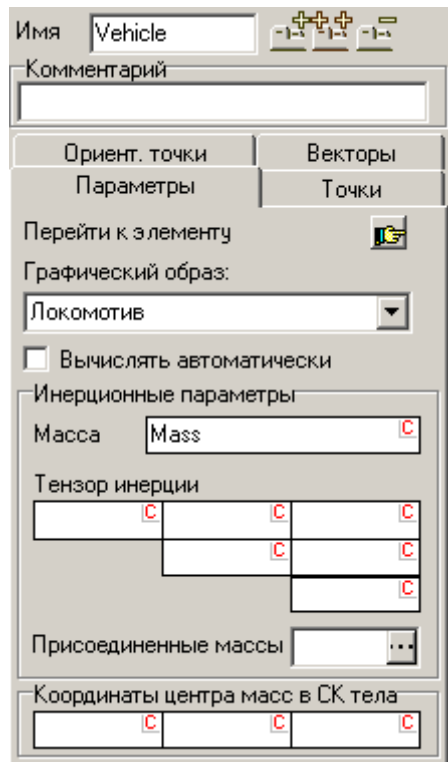 Имя Vehicle
Комментарий
Ориент. точки Векторы
Параметры Точки
Перейти к элементу
Графический образ:
Локомотив
Вычислять автоматически
Инерционные параметры
Масса Mass C
Тензор инерции
C C C
C C
C
Присоединенные массы ...
Координаты центра масс в СК тела
C C C